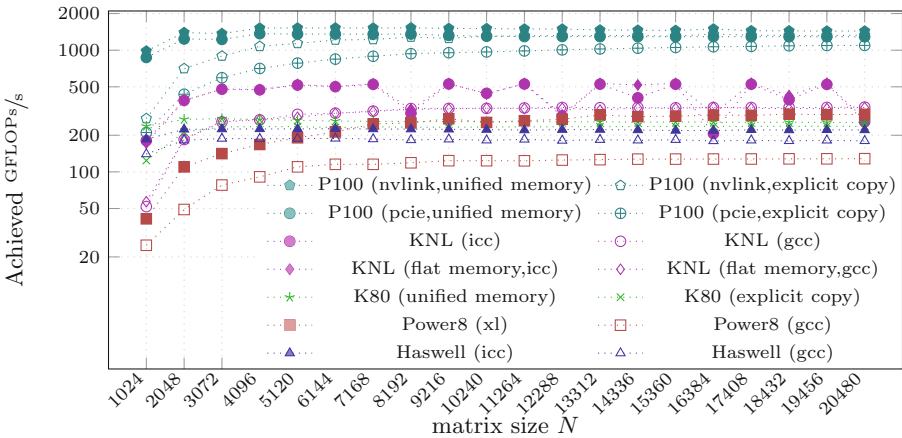 2000
1000
500
200
100
50
20
Achieved GFLOPs/s
P100 (nvlink,unified memory)
P100 (nvlink,explicit copy)
P100 (pcie,unified memory)
P100 (pcie,explicit copy)
KNL (icc)
KNL (gcc)
KNL (flat memory,icc)
KNL (flat memory,gcc)
K80 (unified memory)
K80 (explicit copy)
Power8 (xl)
Power8 (gcc)
Haswell (icc)
Haswell (gcc)
1024
2048
3072
4096
5120
6144
7168
8192
9216
10240
11264
12288
13312
14336
15360
16384
17408
18432
19456
20480
matrix size N